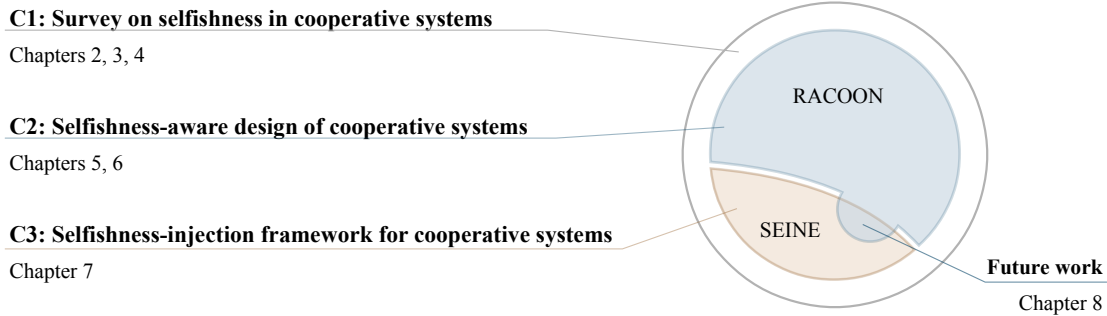 C1: Survey on selfishness in cooperative systems
Chapters 2, 3, 4
RACOON
C2: Selfishness-aware design of cooperative systems
Chapters 5, 6
C3: Selfishness-injection framework for cooperative systems
SEINE
Chapter 7
Future work
Chapter 8